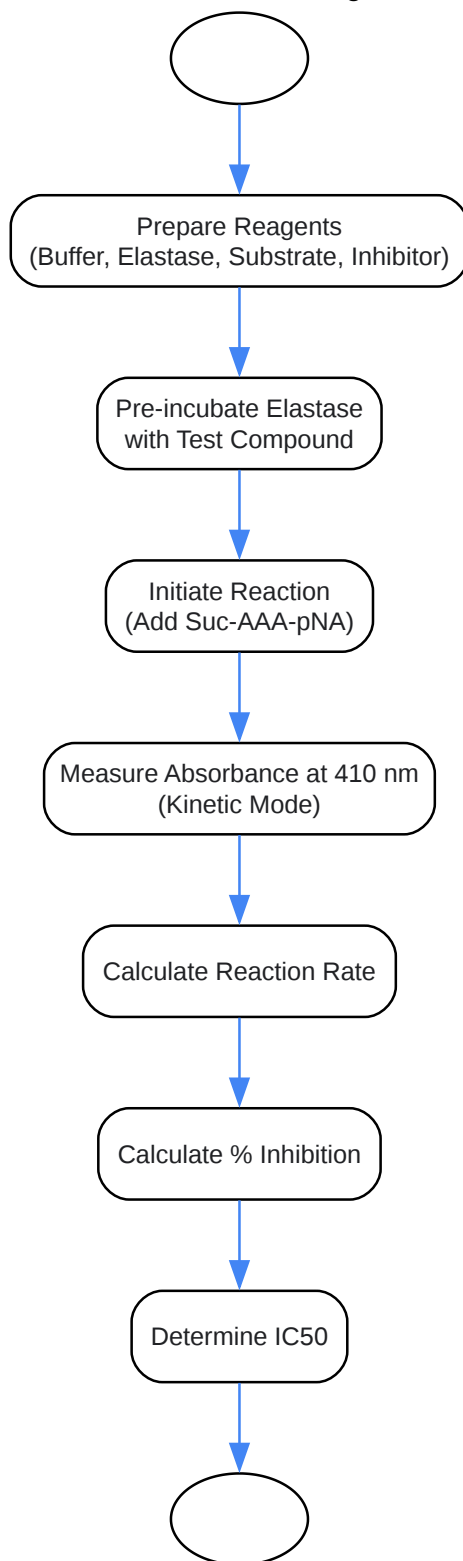 Prepare Reagents
(Buffer, Elastase, Substrate, Inhibitor)
Pre-incubate Elastase
with Test Compound
Initiate Reaction
(Add Suc-AAA-pNA)
Measure Absorbance at 410 nm
(Kinetic Mode)
Calculate Reaction Rate
Calculate % Inhibition
Determine IC50